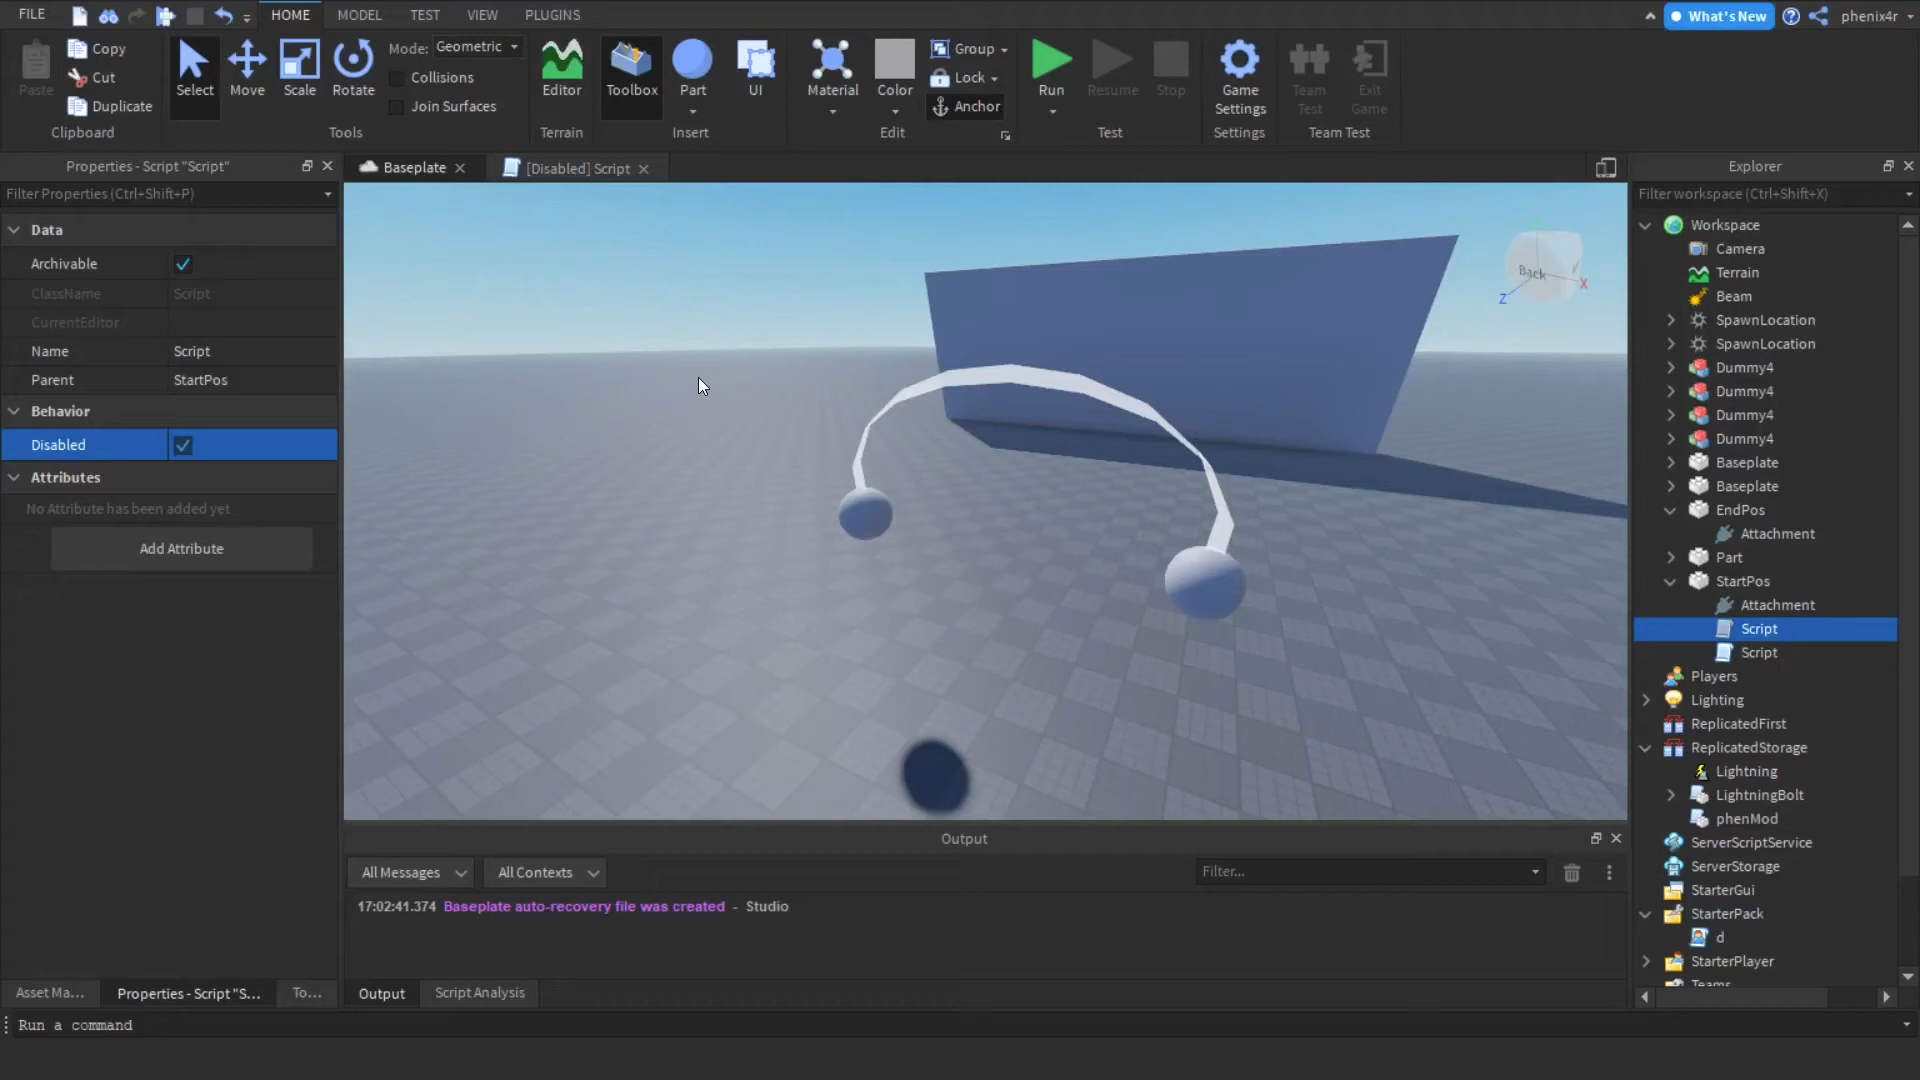 FILE HOME MODEL TEST VIEW PLUGINS What's New phenix4r
Paste Copy Cut Duplicate Clipboard
Select Move Scale Rotate Mode: Geometric Collisions Join Surfaces Tools
Editor Terrain
Toolbox Part UI Insert
Material Color Group Lock Anchor Edit
Run Resume Stop Test
Game Settings Settings
Team Test Exit Game Team Test
Properties - Script "Script"
Filter Properties (Ctrl+Shift+P)
Data
Archivable
ClassName Script
CurrentEditor
Name Script
Parent StartPos
Behavior
Disabled
Attributes
No Attribute has been added yet
Add Attribute
Asset Ma... Properties - Script "S... To...
Baseplate [Disabled] Script
Back
X
Z
Output
All Messages All Contexts Filter...
17:02:41.374 Baseplate auto-recovery file was created - Studio
Output Script Analysis
Explorer
Filter workspace (Ctrl+Shift+X)
Workspace
Camera
Terrain
Beam
SpawnLocation
SpawnLocation
Dummy4
Dummy4
Dummy4
Dummy4
Baseplate
Baseplate
EndPos
Attachment
Part
StartPos
Attachment
Script
Script
Players
Lighting
ReplicatedFirst
ReplicatedStorage
Lightning
LightningBolt
phenMod
ServerScriptService
ServerStorage
StarterGui
StarterPack
d
StarterPlayer
Teams
Run a command